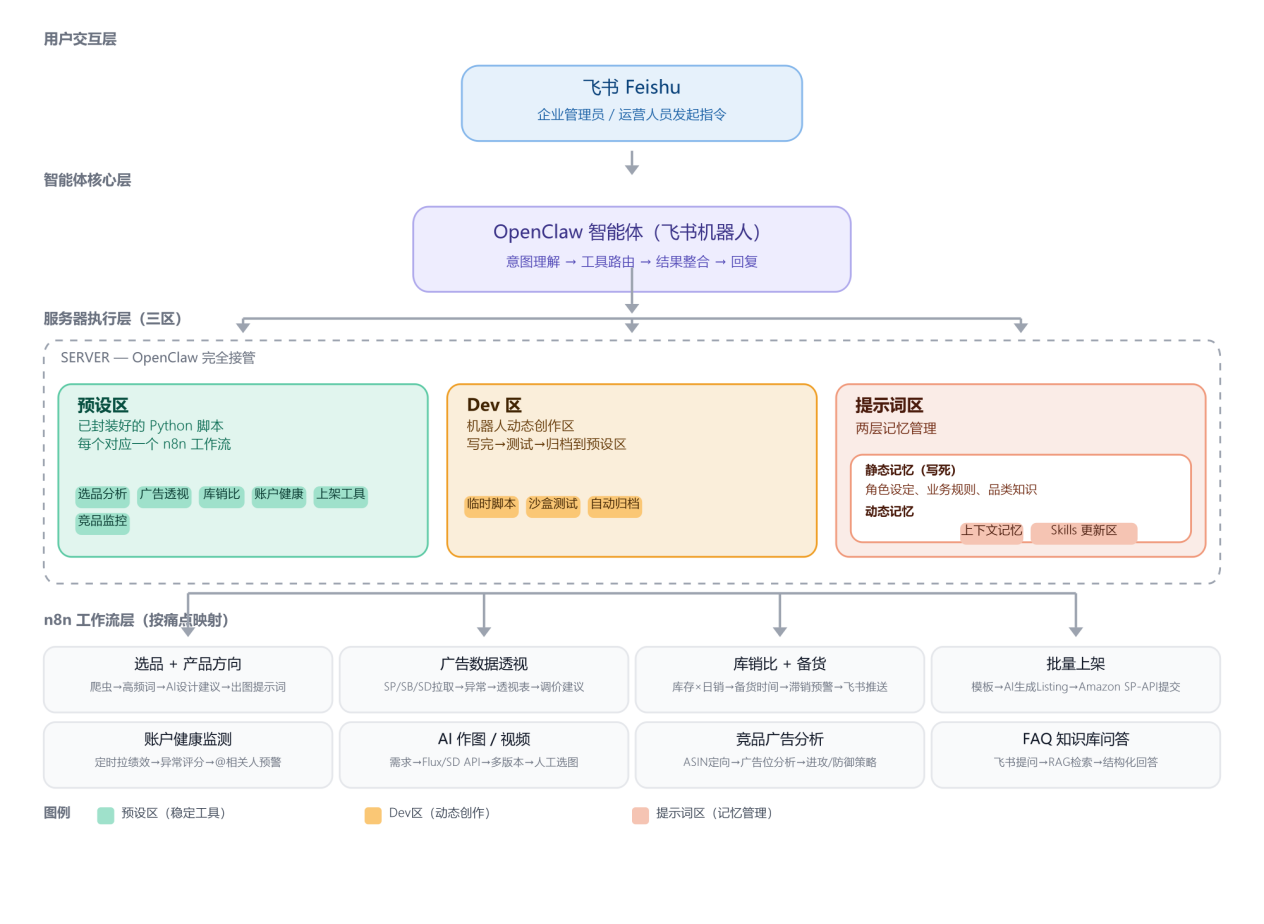 用户交互层
飞书 Feishu
企业管理员 / 运营人员发起指令
智能体核心层
OpenClaw 智能体（飞书机器人）
意图理解 → 工具路由 → 结果整合 → 回复
服务器执行层（三区）
SERVER — OpenClaw 完全接管
预设区
已封装好的 Python 脚本
每个对应一个 n8n 工作流
选品分析 广告透视 库销比 账户健康 上架工具
竞品监控
Dev 区
机器人动态创作区
写完→测试→归档到预设区
临时脚本 沙盒测试 自动归档
提示词区
两层记忆管理
静态记忆（写死）
角色设定、业务规则、品类知识
动态记忆
上下文记忆 Skills 更新区
n8n 工作流层（按痛点映射）
选品 + 产品方向
爬虫→高频词→AI设计建议→出图提示词
广告数据透视
SP/SB/SD拉取→异常→透视表→调价建议
库销比 + 备货
库存×日销→备货时间→滞销预警→飞书推送
批量上架
模板→AI生成Listing→Amazon SP-API提交
账户健康监测
定时拉绩效→异常评分→@相关人预警
AI 作图 / 视频
需求→Flux/SD API→多版本→人工选图
竞品广告分析
ASIN定向→广告位分析→进攻/防御策略
FAQ 知识库问答
飞书提问→RAG检索→结构化回答
图例 预设区（稳定工具） Dev区（动态创作） 提示词区（记忆管理）